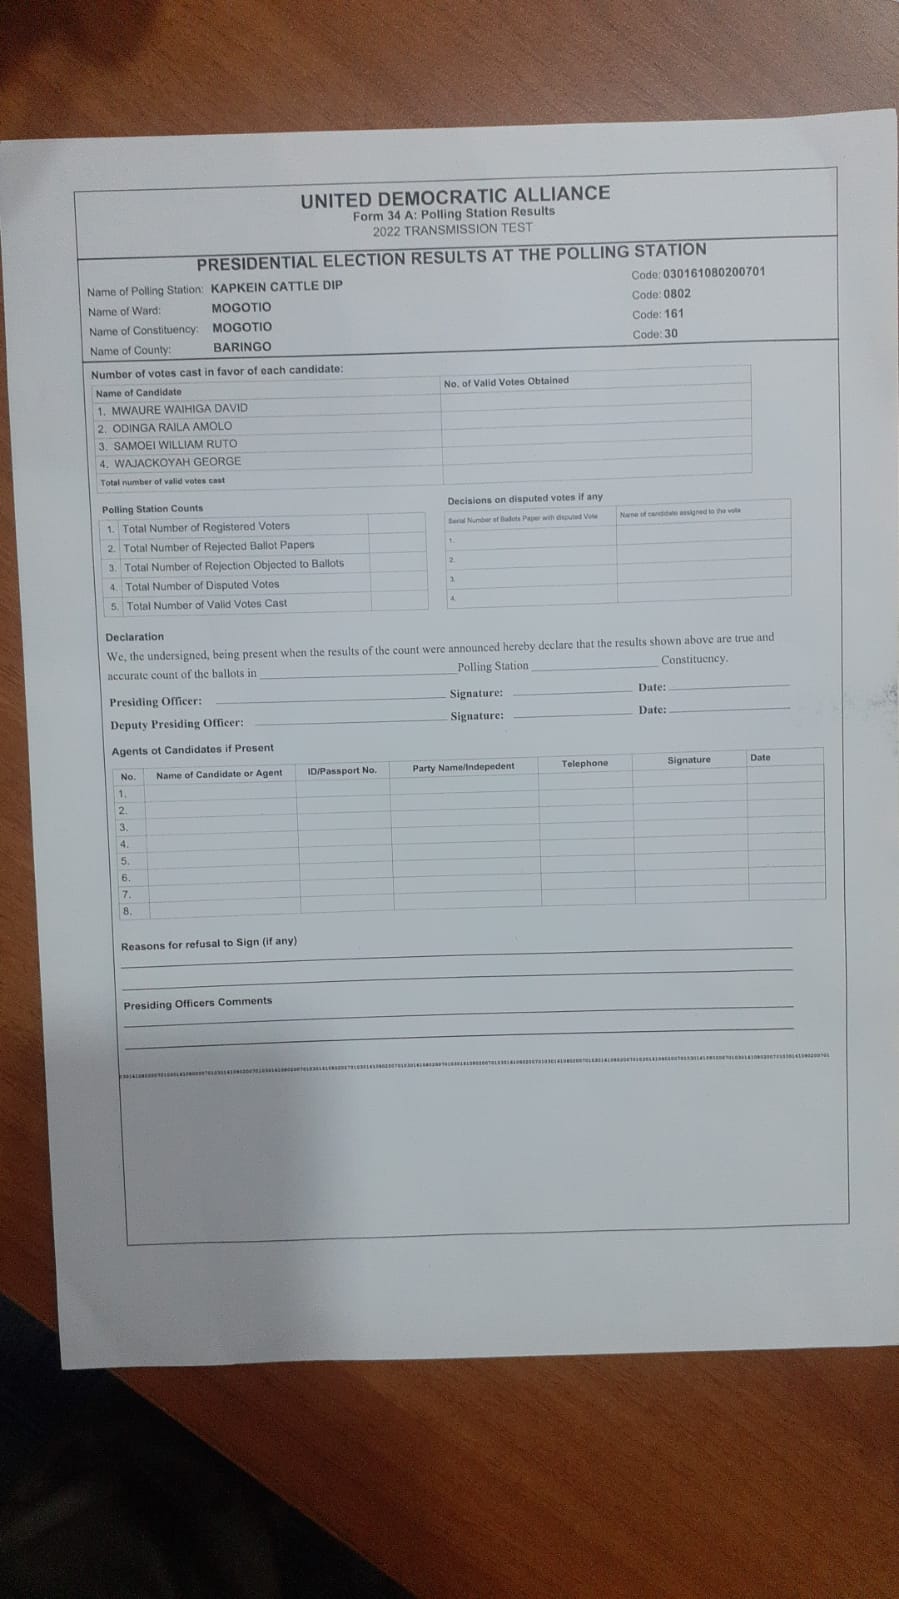 UNITED DEMOCRATIC ALLIANCE
Form 34 A: Polling Station Results
2022 TRANSMISSION TEST
PRESIDENTIAL ELECTION RESULTS AT THE POLLING STATION
Name of Polling Station: KAPKEIN CATTLE DIP Code: 030161080200701
Name of Ward: MOGOTIO Code: 0802
Name of Constituency: MOGOTIO Code: 161
Name of County: BARINGO Code: 30
Number of votes cast in favor of each candidate:
Name of Candidate No. of Valid Votes Obtained
1. MWAURE WAIHIGA DAVID
2. ODINGA RAILA AMOLO
3. SAMOEI WILLIAM RUTO
4. WAJACKOYAH GEORGE
Total number of valid votes cast
Polling Station Counts
1. Total Number of Registered Voters
2. Total Number of Rejected Ballot Papers
3. Total Number of Rejection Objected to Ballots
4. Total Number of Disputed Votes
5. Total Number of Valid Votes Cast
Decisions on disputed votes if any
Serial Number of Ballots Paper with disputed Vote Name of candidate assigned to the vote
1.
2.
3.
4.
Declaration
We, the undersigned, being present when the results of the count were announced hereby declare that the results shown above are true and
accurate count of the ballots in Polling Station Constituency.
Presiding Officer: Signature: Date:
Deputy Presiding Officer: Signature: Date:
Agents ot Candidates if Present
No. Name of Candidate or Agent ID/Passport No. Party Name/Indepedent Telephone Signature Date
1.
2.
3.
4.
5.
6.
7.
8.
Reasons for refusal to Sign (if any)
Presiding Officers Comments